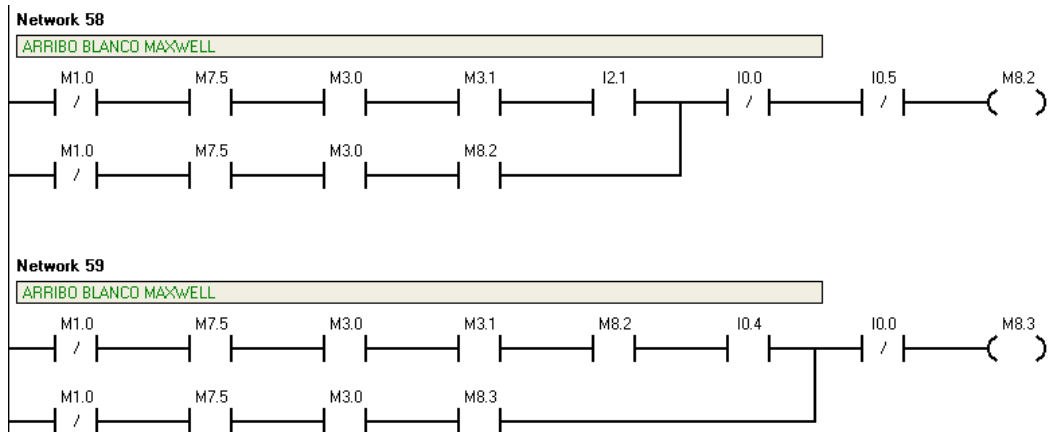 Network 58
ARRIBO BLANCO MAXWELL
M1.0 M7.5 M3.0 M3.1 I2.1 I0.0 I0.5 M8.2
M1.0 M7.5 M3.0 M8.2
Network 59
ARRIBO BLANCO MAXWELL
M1.0 M7.5 M3.0 M3.1 M8.2 I0.4 I0.0 M8.3
M1.0 M7.5 M3.0 M8.3